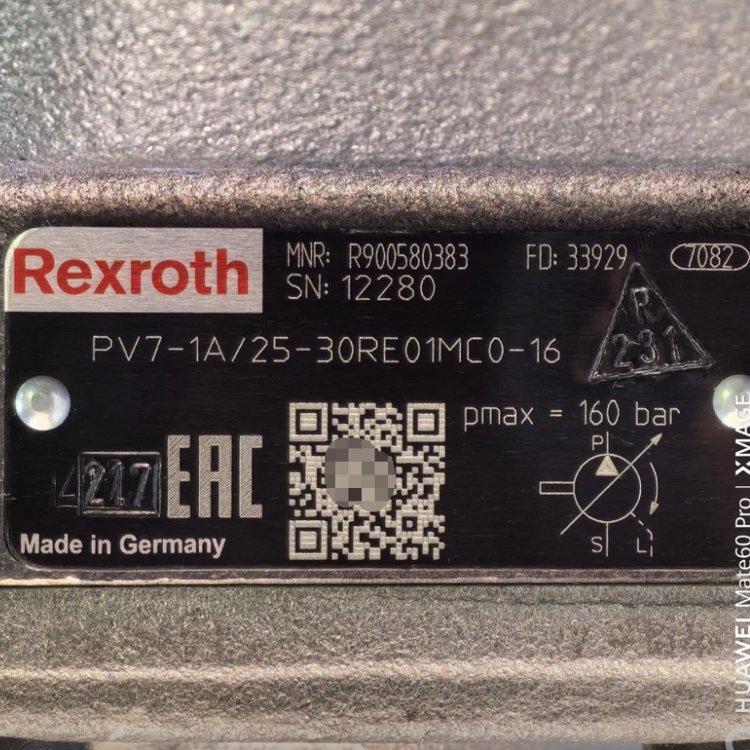 Rexroth
MNR: R900580383 FD: 33929 7082
SN: 12280
R
231
PV7-1A/25-30RE01MC0-16
pmax = 160 bar
P
217
EAC
S L
Made in Germany
HUAWEI Mate60 Pro | XMAGE